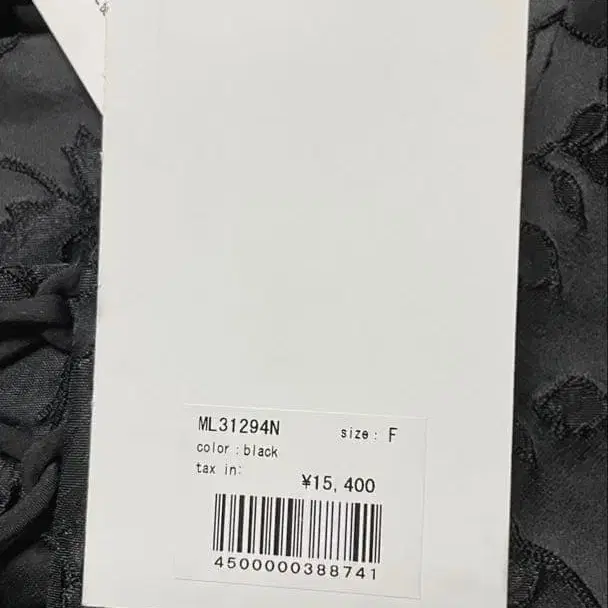 ML31294N size: F
color:black
tax in:
¥15,400
4500000388741